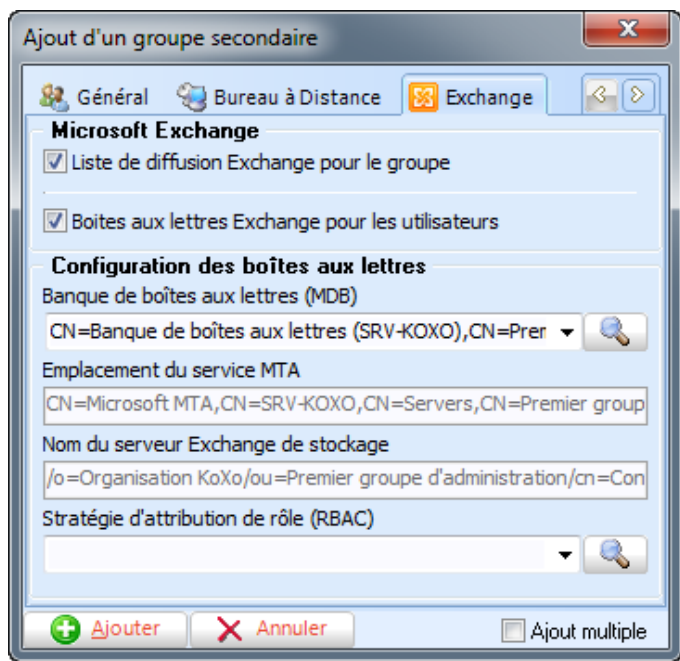 Ajout d'un groupe secondaire
Général Bureau à Distance Exchange
Microsoft Exchange
Liste de diffusion Exchange pour le groupe
Boites aux lettres Exchange pour les utilisateurs
Configuration des boîtes aux lettres
Banque de boîtes aux lettres (MDB)
CN=Banque de boîtes aux lettres (SRV-KOXO),CN=Prer
Emplacement du service MTA
CN=Microsoft MTA,CN=SRV-KOXO,CN=Servers,CN=Premier group
Nom du serveur Exchange de stockage
/o=Organisation KoXo/ou=Premier groupe d'administration/cn=Con
Stratégie d'attribution de rôle (RBAC)
Ajouter Annuler Ajout multiple